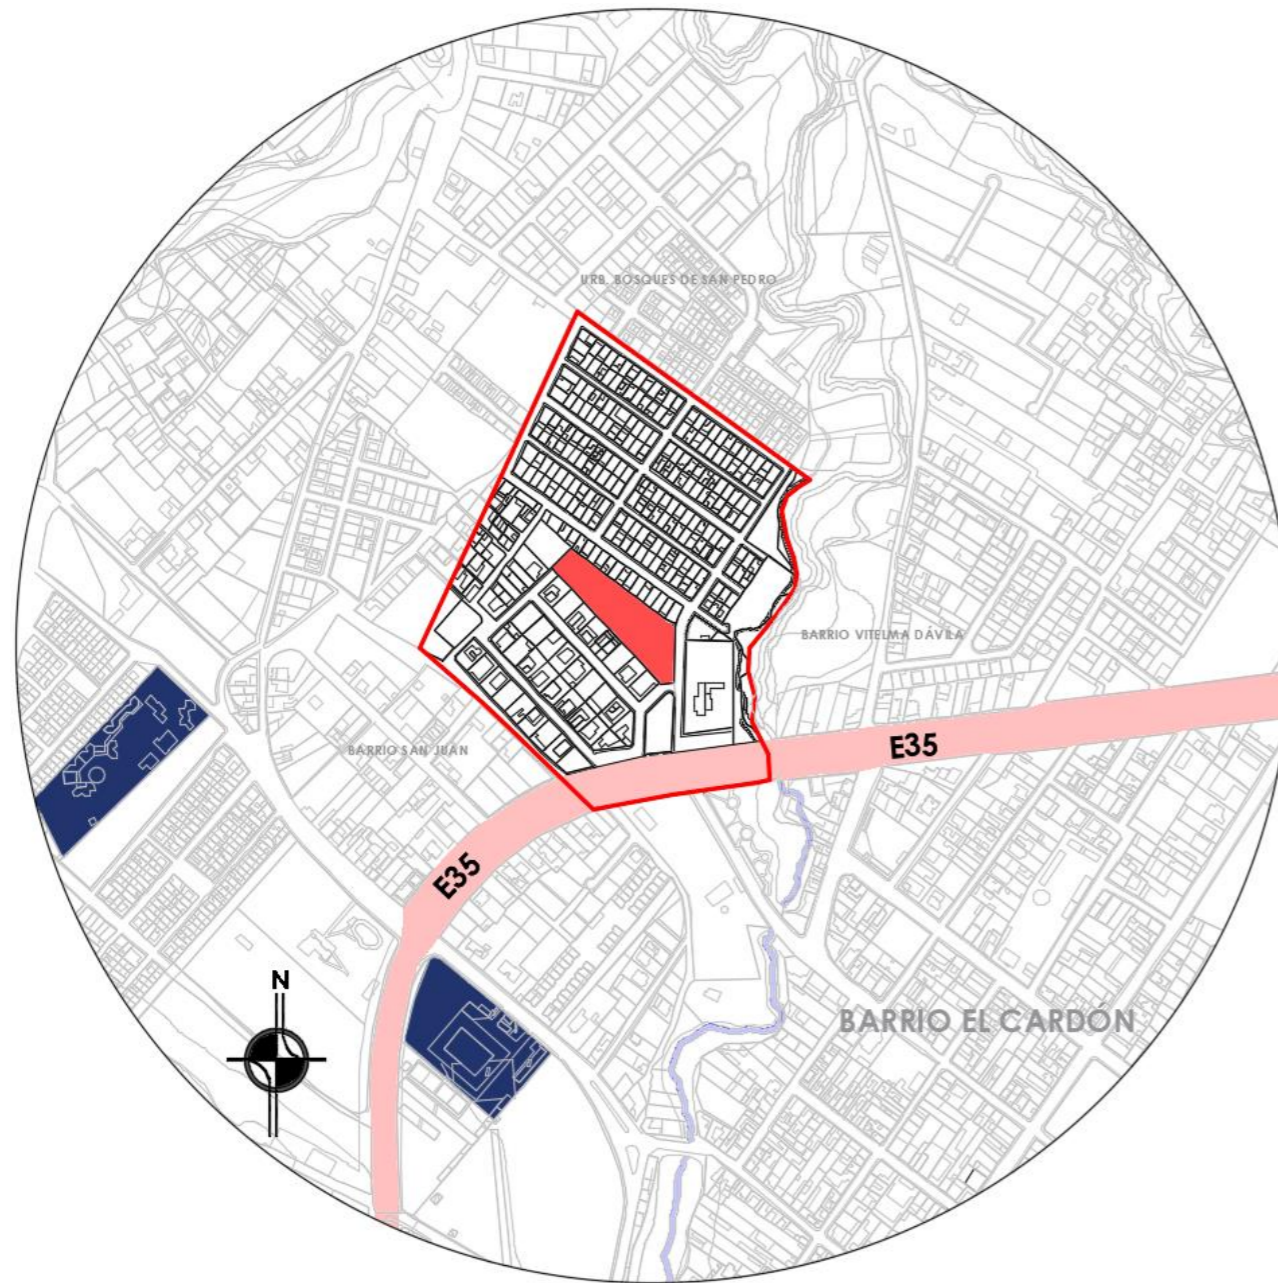 URB. BOSQUES DE SAN PEDRO
BARRIO VITELMA DÁVILA
BARRIO SAN JUAN
E35
E35
N
BARRIO EL CARDÓN